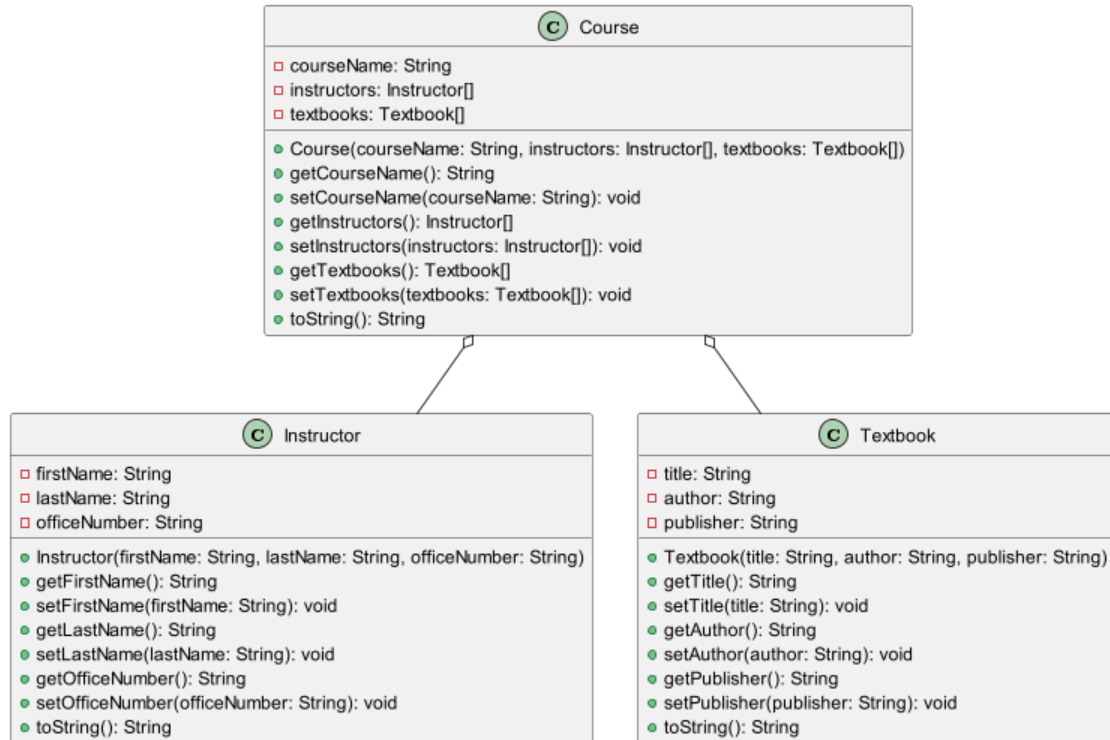 C Course
courseName: String
instructors: Instructor[]
textbooks: Textbook[]
Course(courseName: String, instructors: Instructor[], textbooks: Textbook[])
getCourseName(): String
setCourseName(courseName: String): void
getInstructors(): Instructor[]
setInstructors(instructors: Instructor[]): void
getTextbooks(): Textbook[]
setTextbooks(textbooks: Textbook[]): void
toString(): String
C Instructor
firstName: String
lastName: String
officeNumber: String
Instructor(firstName: String, lastName: String, officeNumber: String)
getFirstName(): String
setFirstName(firstName: String): void
getLastName(): String
setLastName(lastName: String): void
getOfficeNumber(): String
setOfficeNumber(officeNumber: String): void
toString(): String
C Textbook
title: String
author: String
publisher: String
Textbook(title: String, author: String, publisher: String)
getTitle(): String
setTitle(title: String): void
getAuthor(): String
setAuthor(author: String): void
getPublisher(): String
setPublisher(publisher: String): void
toString(): String